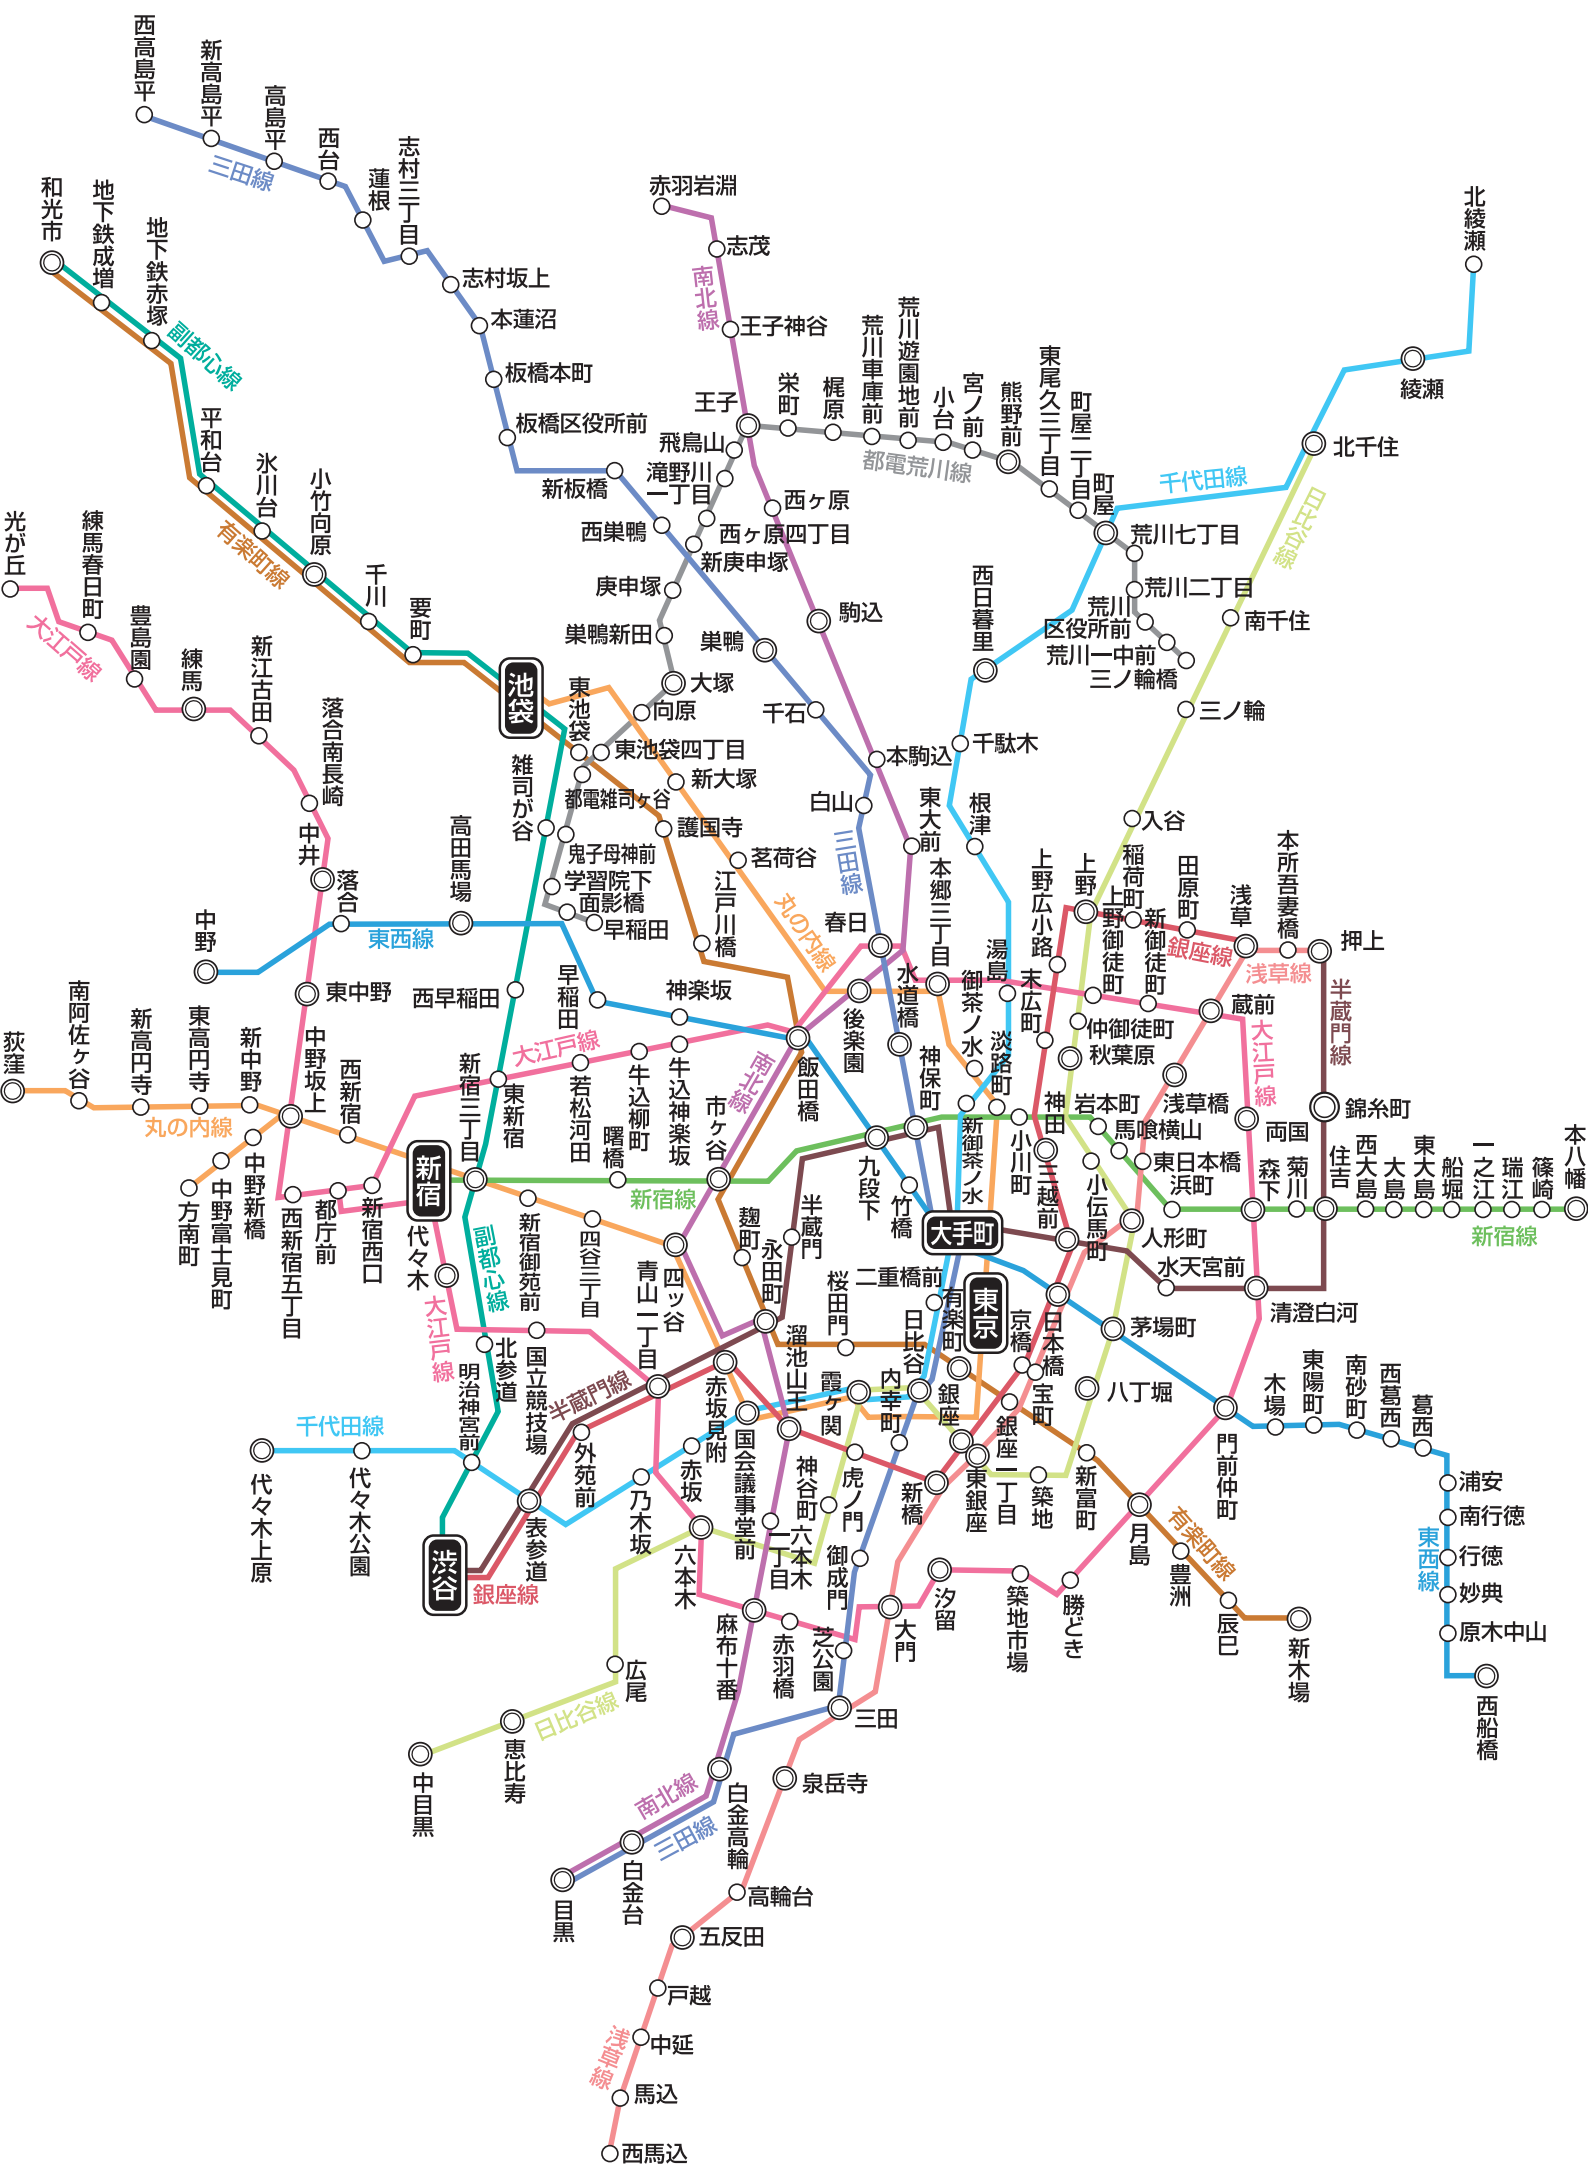 西高島平
新高島平
高島平
西台
蓮根
志村三丁目
三田線
志村坂上
本蓮沼
板橋本町
板橋区役所前
新板橋
西巣鴨
巣鴨
千石
白山
三田線
和光市
地下鉄成増
地下鉄赤塚
副都心線
平和台
氷川台
小竹向原
有楽町線
千川
要町
池袋
光が丘
練馬春日町
大江戸線
豊島園
練馬
新江古田
落合南長崎
中井
落合
高田馬場
中野
東西線
東中野
赤羽岩淵
志茂
南北線
王子神谷
王子
西ヶ原
駒込
本駒込
東大前
飛鳥山
滝野川
一丁目
西ヶ原四丁目
新庚申塚
庚申塚
巣鴨新田
大塚
向原
東池袋四丁目
東池袋
都電雑司ヶ谷
鬼子母神前
学習院下
面影橋
早稲田
雑司が谷
西早稲田
新大塚
護国寺
茗荷谷
丸の内線
江戸川橋
栄町
梶原
荒川車庫前
荒川遊園地前
小台
宮ノ前
熊野前
東尾久三丁目
町屋二丁目
町屋
都電荒川線
荒川七丁目
荒川二丁目
荒川
区役所前
荒川一中前
三ノ輪橋
北綾瀬
綾瀬
北千住
千代田線
日比谷線
西日暮里
千駄木
根津
湯島
南千住
三ノ輪
入谷
上野
上野広小路
上野御徒町
稲荷町
新御徒町
田原町
浅草
本所吾妻橋
押上
銀座線
浅草線
半蔵門線
蔵前
大江戸線
本郷三丁目
春日
後楽園
水道橋
御茶ノ水
淡路町
末広町
仲御徒町
秋葉原
神保町
早稲田
神楽坂
大江戸線
牛込柳町
牛込神楽坂
若松河田
東新宿
新宿三丁目
飯田橋
南北線
市ヶ谷
曙橋
新宿線
荻窪
南阿佐ヶ谷
新高円寺
東高円寺
新中野
中野坂上
西新宿
丸の内線
中野新橋
中野富士見町
方南町
西新宿五丁目
都庁前
新宿西口
新宿
代々木
大江戸線
副都心線
新宿御苑前
四谷三丁目
四ツ谷
青山一丁目
国立競技場
北参道
明治神宮前
半蔵門線
千代田線
代々木上原
代々木公園
渋谷
銀座線
表参道
外苑前
乃木坂
赤坂
赤坂見附
国会議事堂前
溜池山王
麹町
永田町
半蔵門
九段下
竹橋
大手町
新御茶ノ水
小川町
神田
三越前
岩本町
馬喰横山
浅草橋
東日本橋
浜町
両国
錦糸町
小伝馬町
人形町
水天宮前
清澄白河
森下
菊川
住吉
西大島
大島
東大島
船堀
一之江
瑞江
篠崎
本八幡
新宿線
東京
二重橋前
日比谷
有楽町
京橋
日本橋
宝町
茅場町
八丁堀
桜田門
霞ヶ関
内幸町
銀座
東銀座
銀座一丁目
築地
新富町
新橋
虎ノ門
神谷町
御成門
六本木
六本木
一丁目
麻布十番
赤羽橋
芝公園
大門
汐留
築地市場
勝どき
月島
有楽町線
豊洲
辰巳
新木場
門前仲町
木場
東陽町
南砂町
西葛西
葛西
浦安
南行徳
東西線
行徳
妙典
原木中山
西船橋
広尾
日比谷線
恵比寿
中目黒
三田
泉岳寺
白金高輪
南北線
三田線
白金台
目黒
高輪台
五反田
戸越
浅草線
中延
馬込
西馬込